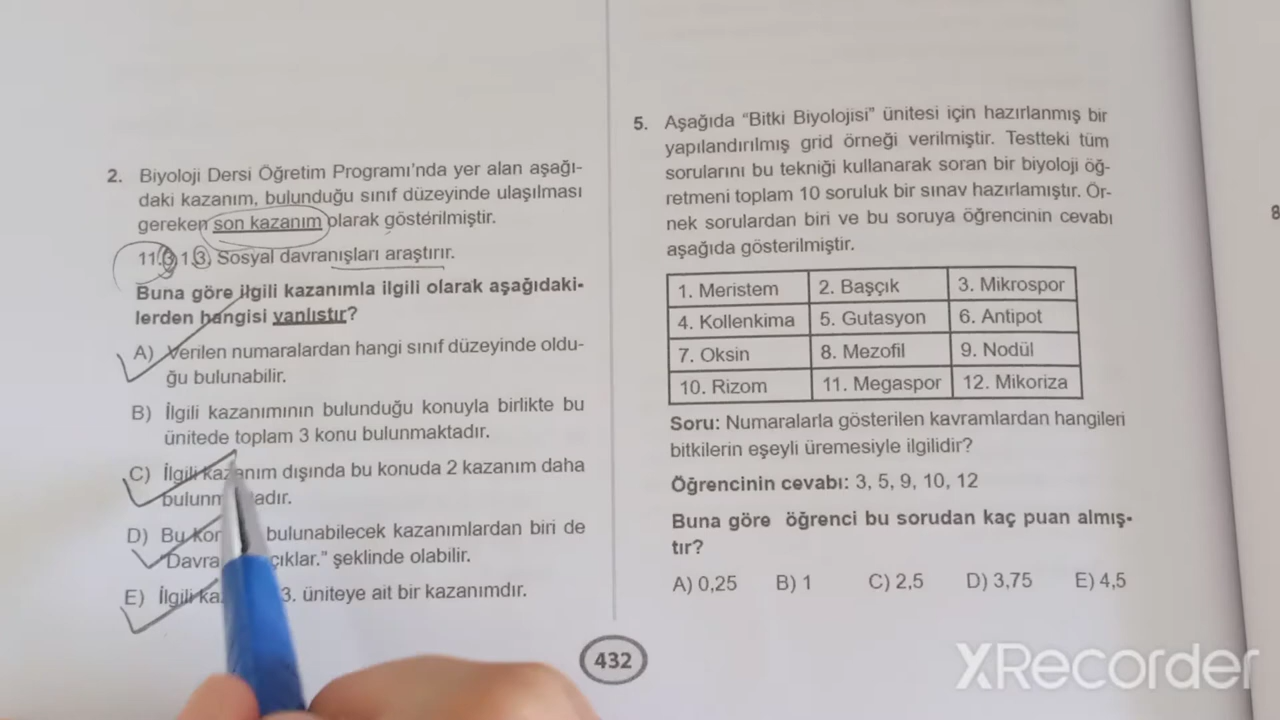 2. Biyoloji Dersi Öğretim Programı'nda yer alan aşağı-
daki kazanım, bulunduğu sınıf düzeyinde ulaşılması
gereken son kazanım olarak gösterilmiştir.
11.3.1.3. Sosyal davranışları araştırır.
Buna göre ilgili kazanımla ilgili olarak aşağıdaki-
lerden hangisi yanlıştır?
A) Verilen numaralardan hangi sınıf düzeyinde oldu-
ğu bulunabilir.
B) İlgili kazanımının bulunduğu konuyla birlikte bu
ünitede toplam 3 konu bulunmaktadır.
C) İlgili kazanım dışında bu konuda 2 kazanım daha
D) Bu bulunabilecek kazanımlardan biri de
şeklinde olabilir.
E) İlgili 3. üniteye ait bir kazanımdır.
5. Aşağıda “Bitki Biyolojisi” ünitesi için hazırlanmış bir
yapılandırılmış grid örneği verilmiştir. Testteki tüm
sorularını bu tekniği kullanarak soran bir biyoloji öğ-
retmeni toplam 10 soruluk bir sınav hazırlamıştır. Ör-
nek sorulardan biri ve bu soruya öğrencinin cevabı
aşağıda gösterilmiştir.
1. Meristem 2. Başçık 3. Mikrospor
4. Kollenkima 5. Gutasyon 6. Antipot
7. Oksin 8. Mezofil 9. Nodül
10. Rizom 11. Megaspor 12. Mikoriza
Soru: Numaralarla gösterilen kavramlardan hangileri
bitkilerin eşeyli üremesiyle ilgilidir?
Öğrencinin cevabı: 3, 5, 9, 10, 12
Buna göre öğrenci bu sorudan kaç puan almış-
tır?
A) 0,25 B) 1 C) 2,5 D) 3,75 E) 4,5
432
8
XRecorder